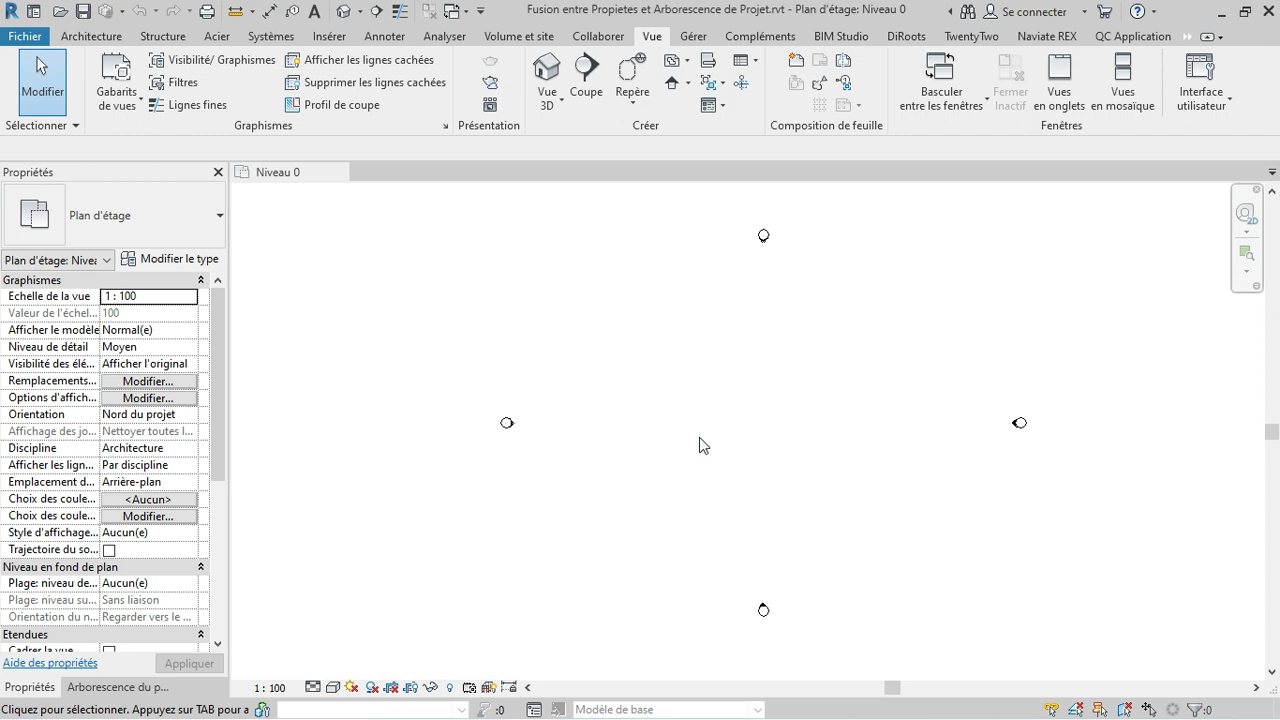 Fusion entre Propietes et Arborescence de Projet.rvt - Plan d'étage: Niveau 0
Se connecter
Fichier Architecture Structure Acier Systèmes Insérer Annoter Analyser Volume et site Collaborer Vue Gérer Compléments BIM Studio DiRoots TwentyTwo Naviate REX QC Application
Modifier
Gabarits
de vues
Visibilité/ Graphismes
Filtres
Lignes fines
Afficher les lignes cachées
Supprimer les lignes cachées
Profil de coupe
Vue
3D
Coupe
Repère
Basculer
entre les fenêtres
Fermer
Inactif
Vues
en onglets
Vues
en mosaïque
Interface
utilisateur
Sélectionner Graphismes Présentation Créer Composition de feuille Fenêtres
Propriétés
Niveau 0
Plan d'étage
2D
Plan d'étage: Nivea Modifier le type
Graphismes
Echelle de la vue 1 : 100
Valeur de l'échel... 100
Afficher le modèle Normal(e)
Niveau de détail Moyen
Visibilité des élé... Afficher l'original
Remplacements... Modifier...
Options d'affich... Modifier...
Orientation Nord du projet
Affichage des jo... Nettoyer toutes l...
Discipline Architecture
Afficher les lign... Par discipline
Emplacement d... Arrière-plan
Choix des coule... <Aucun>
Choix des coule... Modifier...
Style d'affichage... Aucun(e)
Trajectoire du so...
Niveau en fond de plan
Plage: niveau de... Aucun(e)
Plage: niveau su... Sans liaison
Orientation du n... Regarder vers le ...
Etendues
Cadrer la vue
Aide des propriétés Appliquer
Propriétés Arborescence du p...
1 : 100
Cliquez pour sélectionner. Appuyez sur TAB pour a
:0
Modèle de base
:0